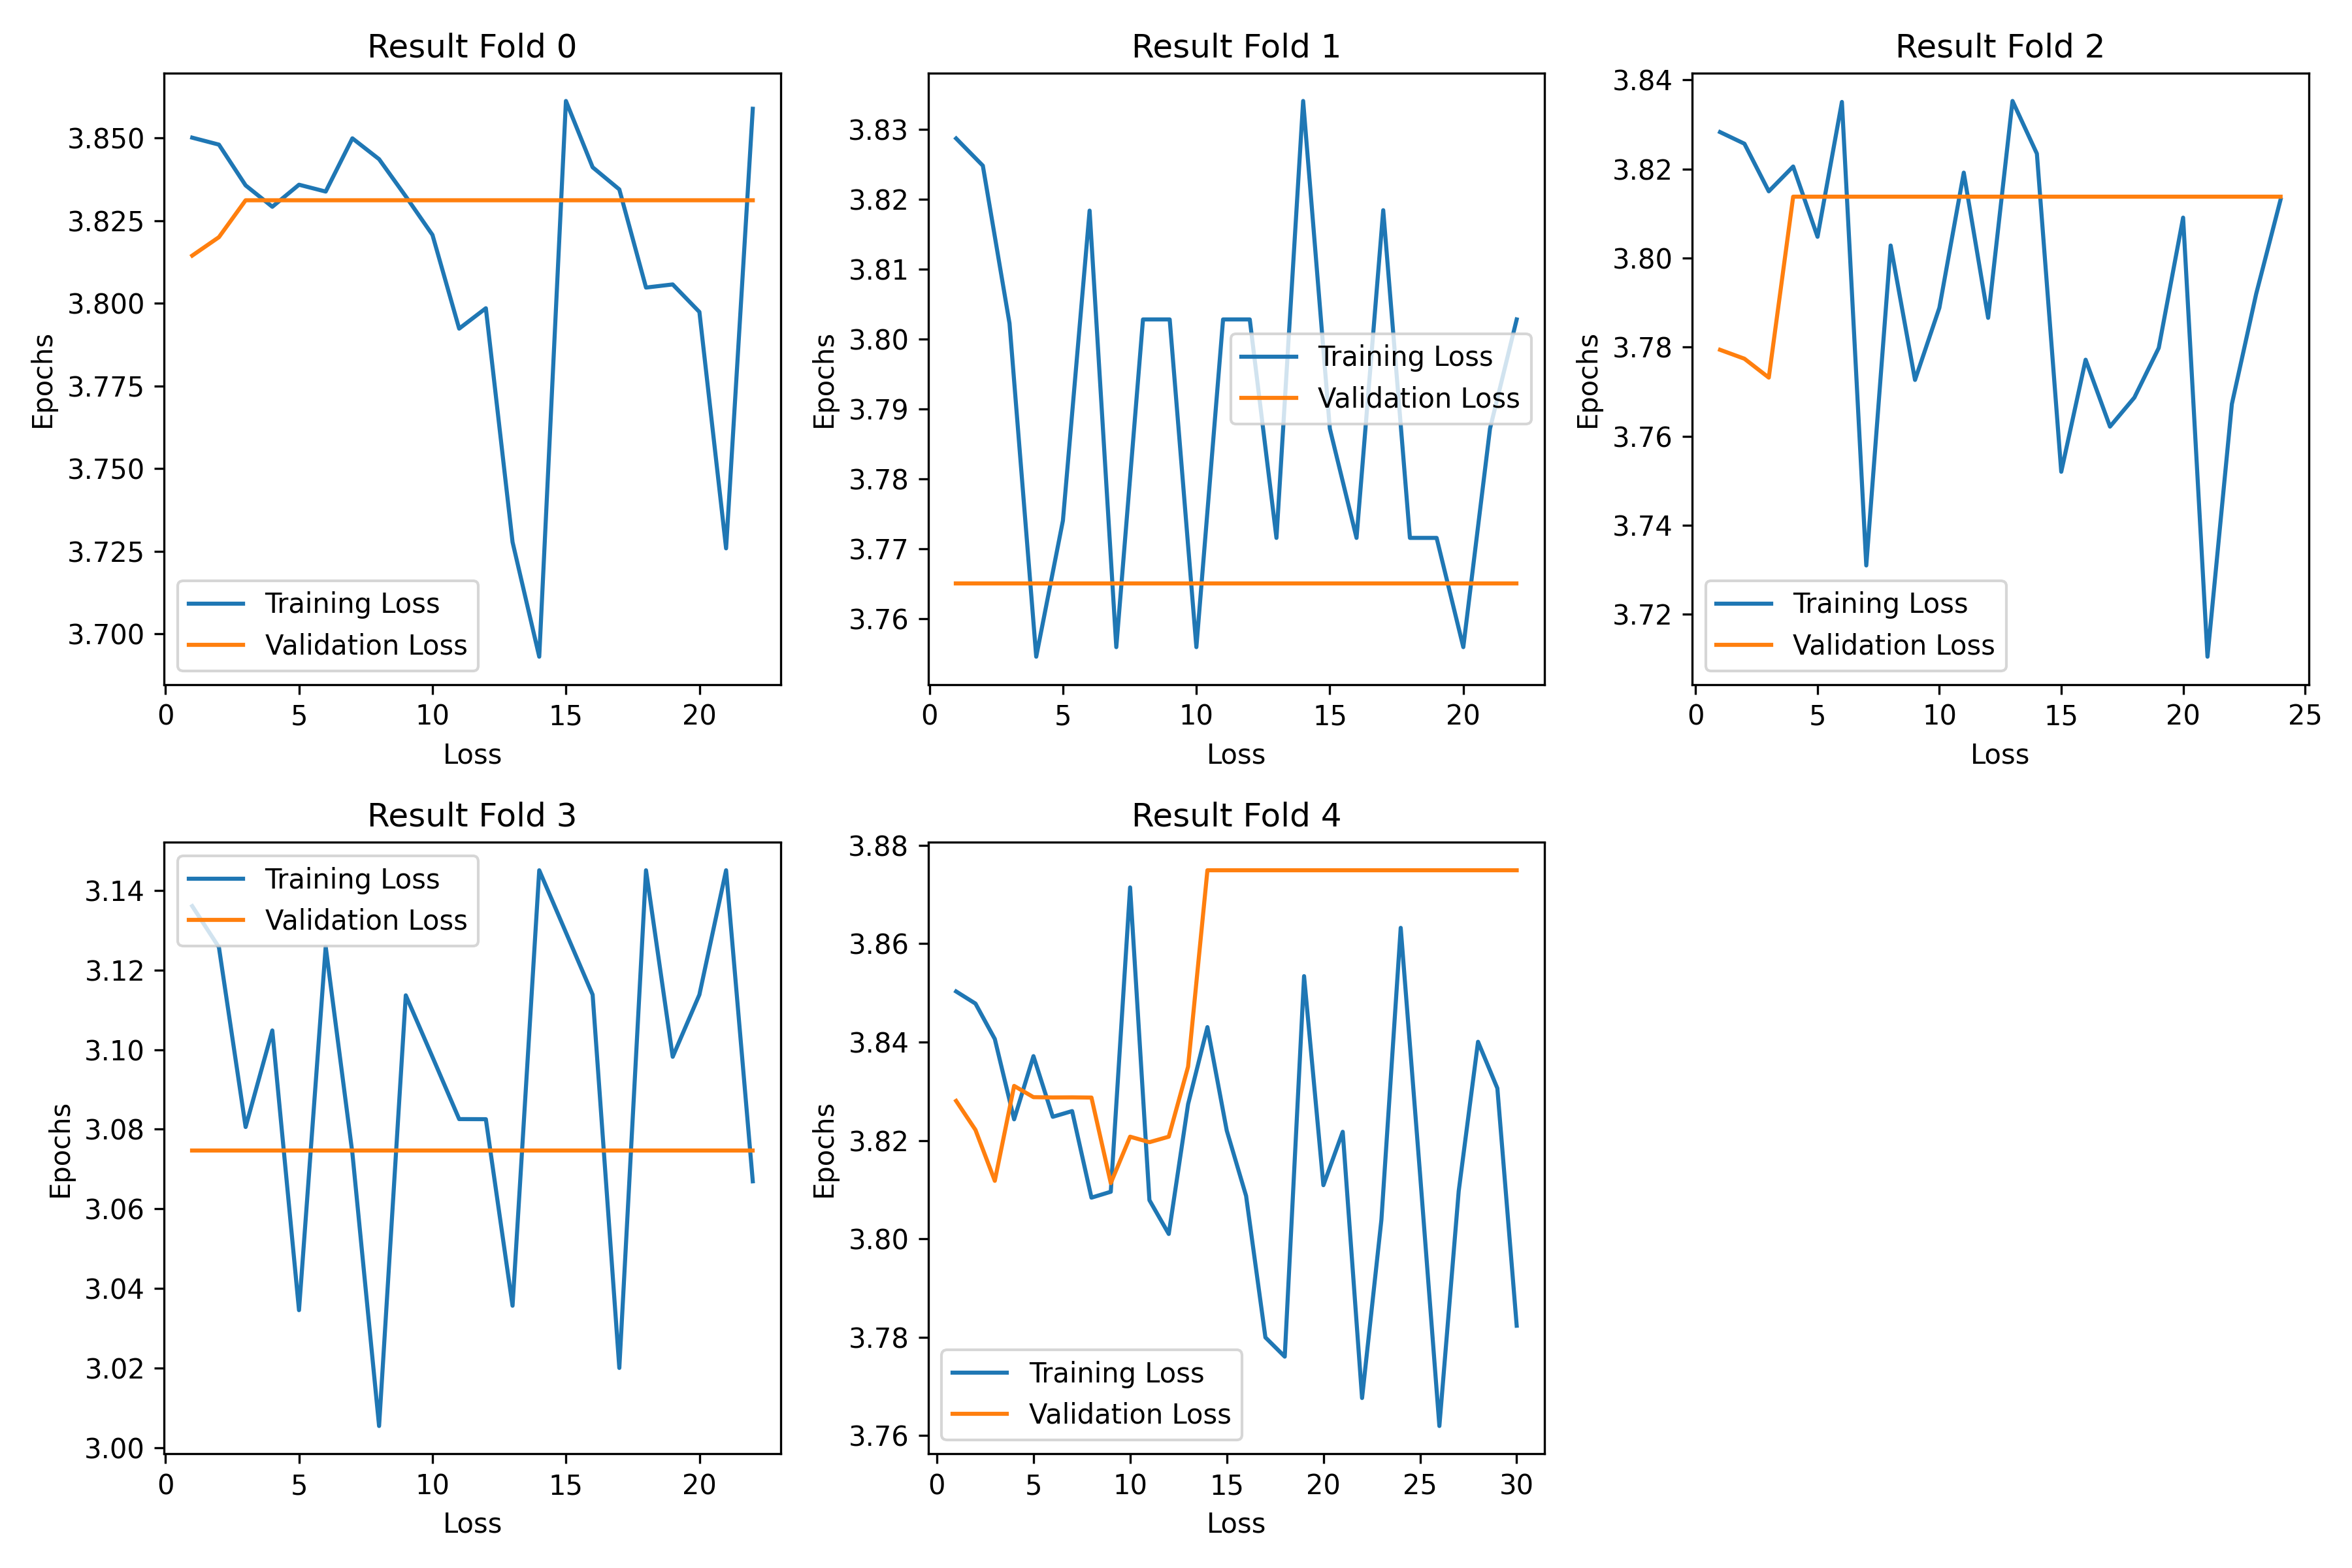 Result Fold 0
3.850
3.825
3.800
3.775
3.750
3.725
3.700
Epochs
Training Loss
Validation Loss
0 5 10 15 20
Loss
Result Fold 1
3.83
3.82
3.81
3.80
3.79
3.78
3.77
3.76
Epochs
Training Loss
Validation Loss
0 5 10 15 20
Loss
Result Fold 2
3.84
3.82
3.80
3.78
3.76
3.74
3.72
Epochs
Training Loss
Validation Loss
0 5 10 15 20 25
Loss
Result Fold 3
3.14
3.12
3.10
3.08
3.06
3.04
3.02
3.00
Epochs
Training Loss
Validation Loss
0 5 10 15 20
Loss
Result Fold 4
3.88
3.86
3.84
3.82
3.80
3.78
3.76
Epochs
Training Loss
Validation Loss
0 5 10 15 20 25 30
Loss